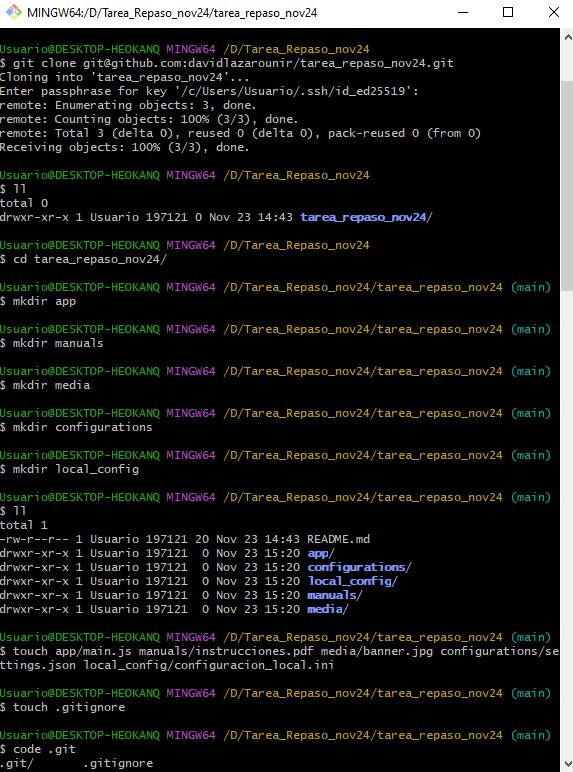 MINGW64:/D/Tarea_Repaso_nov24/tarea_repaso_nov24
Usuario@DESKTOP-HEOKANQ MINGW64 /D/Tarea_Repaso_nov24
$ git clone git@github.com:davidlazarounir/tarea_repaso_nov24.git
Cloning into 'tarea_repaso_nov24'...
Enter passphrase for key '/c/Users/Usuario/.ssh/id_ed25519':
remote: Enumerating objects: 3, done.
remote: Counting objects: 100% (3/3), done.
remote: Total 3 (delta 0), reused 0 (delta 0), pack-reused 0 (from 0)
Receiving objects: 100% (3/3), done.
Usuario@DESKTOP-HEOKANQ MINGW64 /D/Tarea_Repaso_nov24
$ ll
total 0
drwxr-xr-x 1 Usuario 197121 0 Nov 23 14:43 tarea_repaso_nov24/
Usuario@DESKTOP-HEOKANQ MINGW64 /D/Tarea_Repaso_nov24
$ cd tarea_repaso_nov24/
Usuario@DESKTOP-HEOKANQ MINGW64 /D/Tarea_Repaso_nov24/tarea_repaso_nov24 (main)
$ mkdir app
Usuario@DESKTOP-HEOKANQ MINGW64 /D/Tarea_Repaso_nov24/tarea_repaso_nov24 (main)
$ mkdir manuals
Usuario@DESKTOP-HEOKANQ MINGW64 /D/Tarea_Repaso_nov24/tarea_repaso_nov24 (main)
$ mkdir media
Usuario@DESKTOP-HEOKANQ MINGW64 /D/Tarea_Repaso_nov24/tarea_repaso_nov24 (main)
$ mkdir configurations
Usuario@DESKTOP-HEOKANQ MINGW64 /D/Tarea_Repaso_nov24/tarea_repaso_nov24 (main)
$ mkdir local_config
Usuario@DESKTOP-HEOKANQ MINGW64 /D/Tarea_Repaso_nov24/tarea_repaso_nov24 (main)
$ ll
total 1
-rw-r--r-- 1 Usuario 197121 20 Nov 23 14:43 README.md
drwxr-xr-x 1 Usuario 197121  0 Nov 23 15:20 app/
drwxr-xr-x 1 Usuario 197121  0 Nov 23 15:20 configurations/
drwxr-xr-x 1 Usuario 197121  0 Nov 23 15:20 local_config/
drwxr-xr-x 1 Usuario 197121  0 Nov 23 15:20 manuals/
drwxr-xr-x 1 Usuario 197121  0 Nov 23 15:20 media/
Usuario@DESKTOP-HEOKANQ MINGW64 /D/Tarea_Repaso_nov24/tarea_repaso_nov24 (main)
$ touch app/main.js manuals/instrucciones.pdf media/banner.jpg configurations/se
ttings.json local_config/configuracion_local.ini
Usuario@DESKTOP-HEOKANQ MINGW64 /D/Tarea_Repaso_nov24/tarea_repaso_nov24 (main)
$ touch .gitignore
Usuario@DESKTOP-HEOKANQ MINGW64 /D/Tarea_Repaso_nov24/tarea_repaso_nov24 (main)
$ code .git
.git/       .gitignore